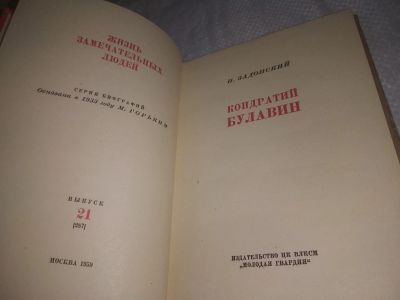 ЖИЗНЬ
ЗАМЕЧАТЕЛЬНЫХ
ЛЮДЕЙ
СЕРИЯ БИОГРАФИЙ
Основана в 1933 году М. ГОРЬКИМ
ВЫПУСК
21
[287]
МОСКВА 1959
Н. ЗАДОНСКИЙ
КОНДРАТИЙ
БУЛАВИН
ИЗДАТЕЛЬСТВО ЦК ВЛКСМ
„МОЛОДАЯ ГВАРДИЯ“